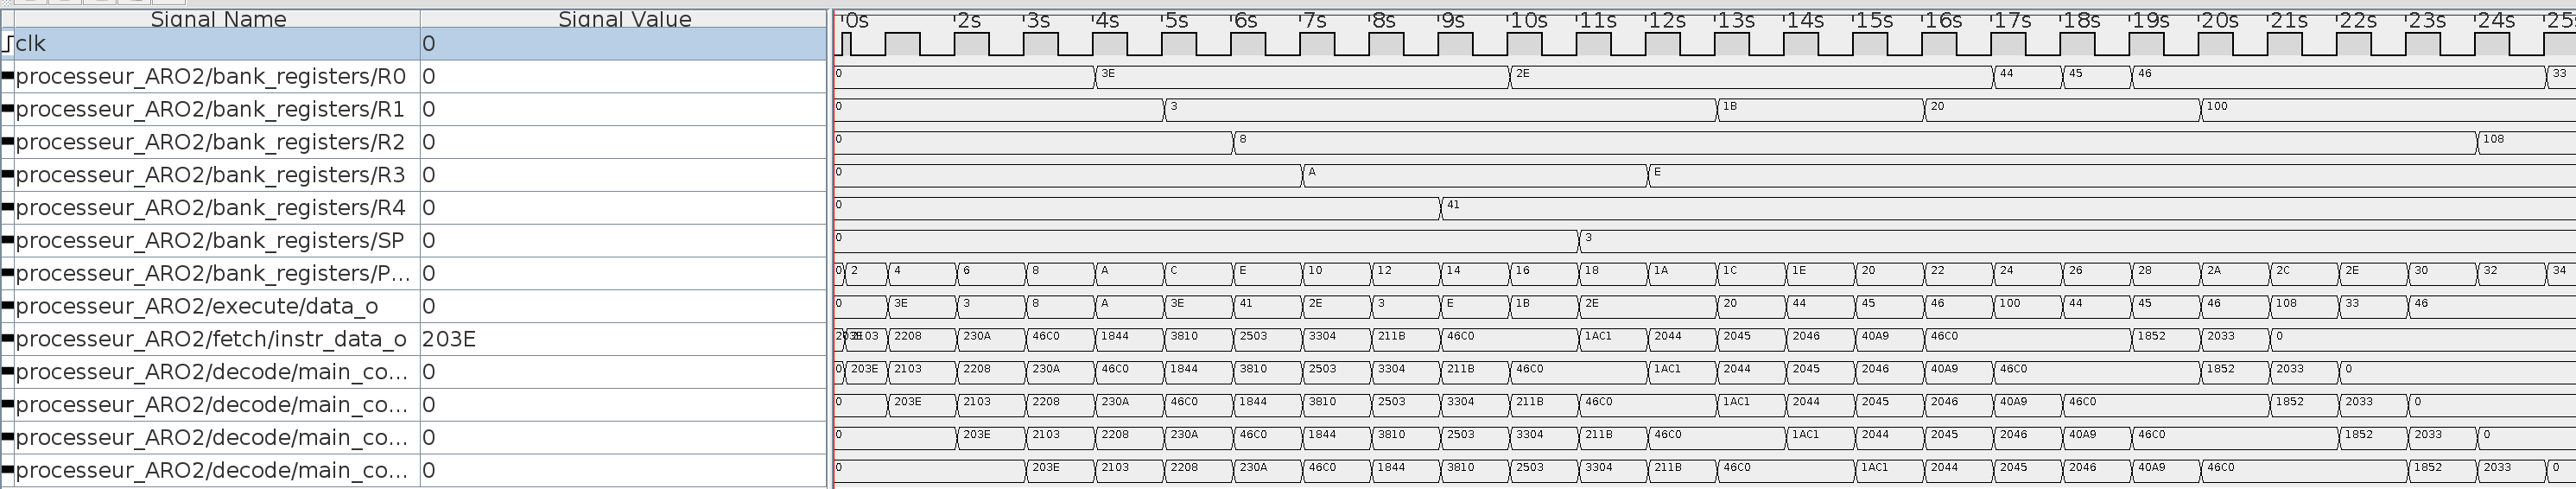 Signal Name Signal Value 0s 2s 3s 4s 5s 6s 7s 8s 9s 10s 11s 12s 13s 14s 15s 16s 17s 18s 19s 20s 21s 22s 23s 24s 25
clk 0
processeur_ARO2/bank_registers/R0 0 0 3E 2E 44 45 46 33
processeur_ARO2/bank_registers/R1 0 0 3 1B 20 100
processeur_ARO2/bank_registers/R2 0 0 8 108
processeur_ARO2/bank_registers/R3 0 0 A E
processeur_ARO2/bank_registers/R4 0 0 41
processeur_ARO2/bank_registers/SP 0 0 3
processeur_ARO2/bank_registers/P... 0 0 2 4 6 8 A C E 10 12 14 16 18 1A 1C 1E 20 22 24 26 28 2A 2C 2E 30 32 34
processeur_ARO2/execute/data_o 0 0 3E 3 8 A 3E 41 2E 3 E 1B 2E 20 44 45 46 100 44 45 46 108 33 46
processeur_ARO2/fetch/instr_data_o 203E 2208 230A 46C0 1844 3810 2503 3304 211B 46C0 1AC1 2044 2045 2046 40A9 46C0 1852 2033 0
processeur_ARO2/decode/main_co... 0 0 203E 2103 2208 230A 46C0 1844 3810 2503 3304 211B 46C0 1AC1 2044 2045 2046 40A9 46C0 1852 2033 0
processeur_ARO2/decode/main_co... 0 0 203E 2103 2208 230A 46C0 1844 3810 2503 3304 211B 46C0 1AC1 2044 2045 2046 40A9 46C0 1852 2033 0
processeur_ARO2/decode/main_co... 0 0 203E 2103 2208 230A 46C0 1844 3810 2503 3304 211B 46C0 1AC1 2044 2045 2046 40A9 46C0 1852 2033 0
processeur_ARO2/decode/main_co... 0 0 203E 2103 2208 230A 46C0 1844 3810 2503 3304 211B 46C0 1AC1 2044 2045 2046 40A9 46C0 1852 2033 0